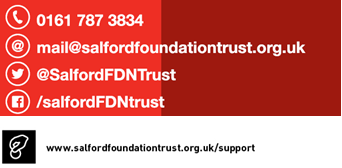 0161 787 3834
mail@salfordfoundationtrust.org.uk
@SalfordFDNTrust
/salfordFDNtrust
www.salfordfoundationtrust.org.uk/support